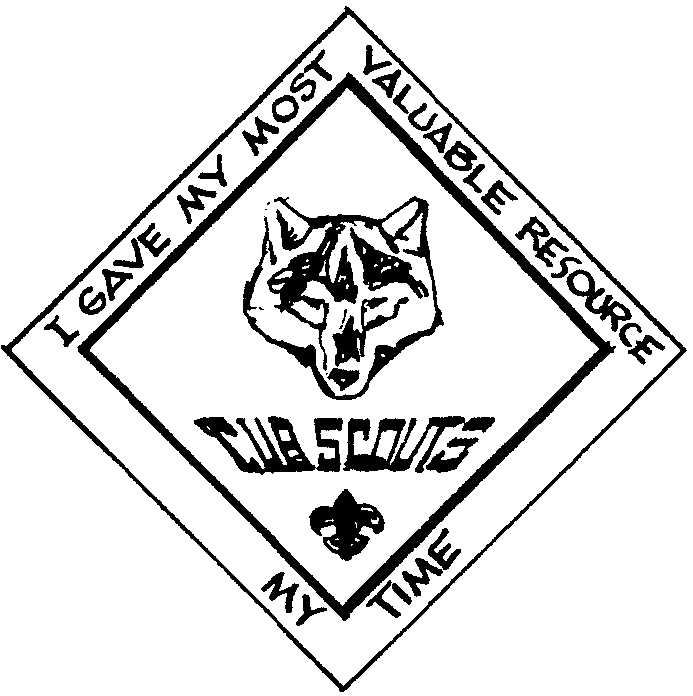 I GAVE MY MOST
VALUABLE RESOURCE
CUB SCOUTS
MY TIME